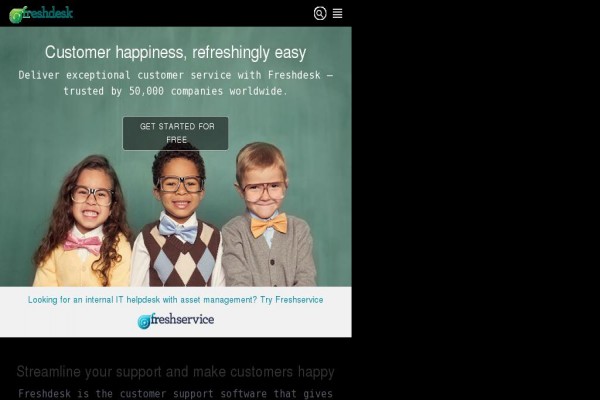 freshdesk
Customer happiness, refreshingly easy
Deliver exceptional customer service with Freshdesk —
trusted by 50,000 companies worldwide.
GET STARTED FOR
FREE
Looking for an internal IT helpdesk with asset management? Try Freshservice
freshservice
Streamline your support and make customers happy
Freshdesk is the customer support software that gives